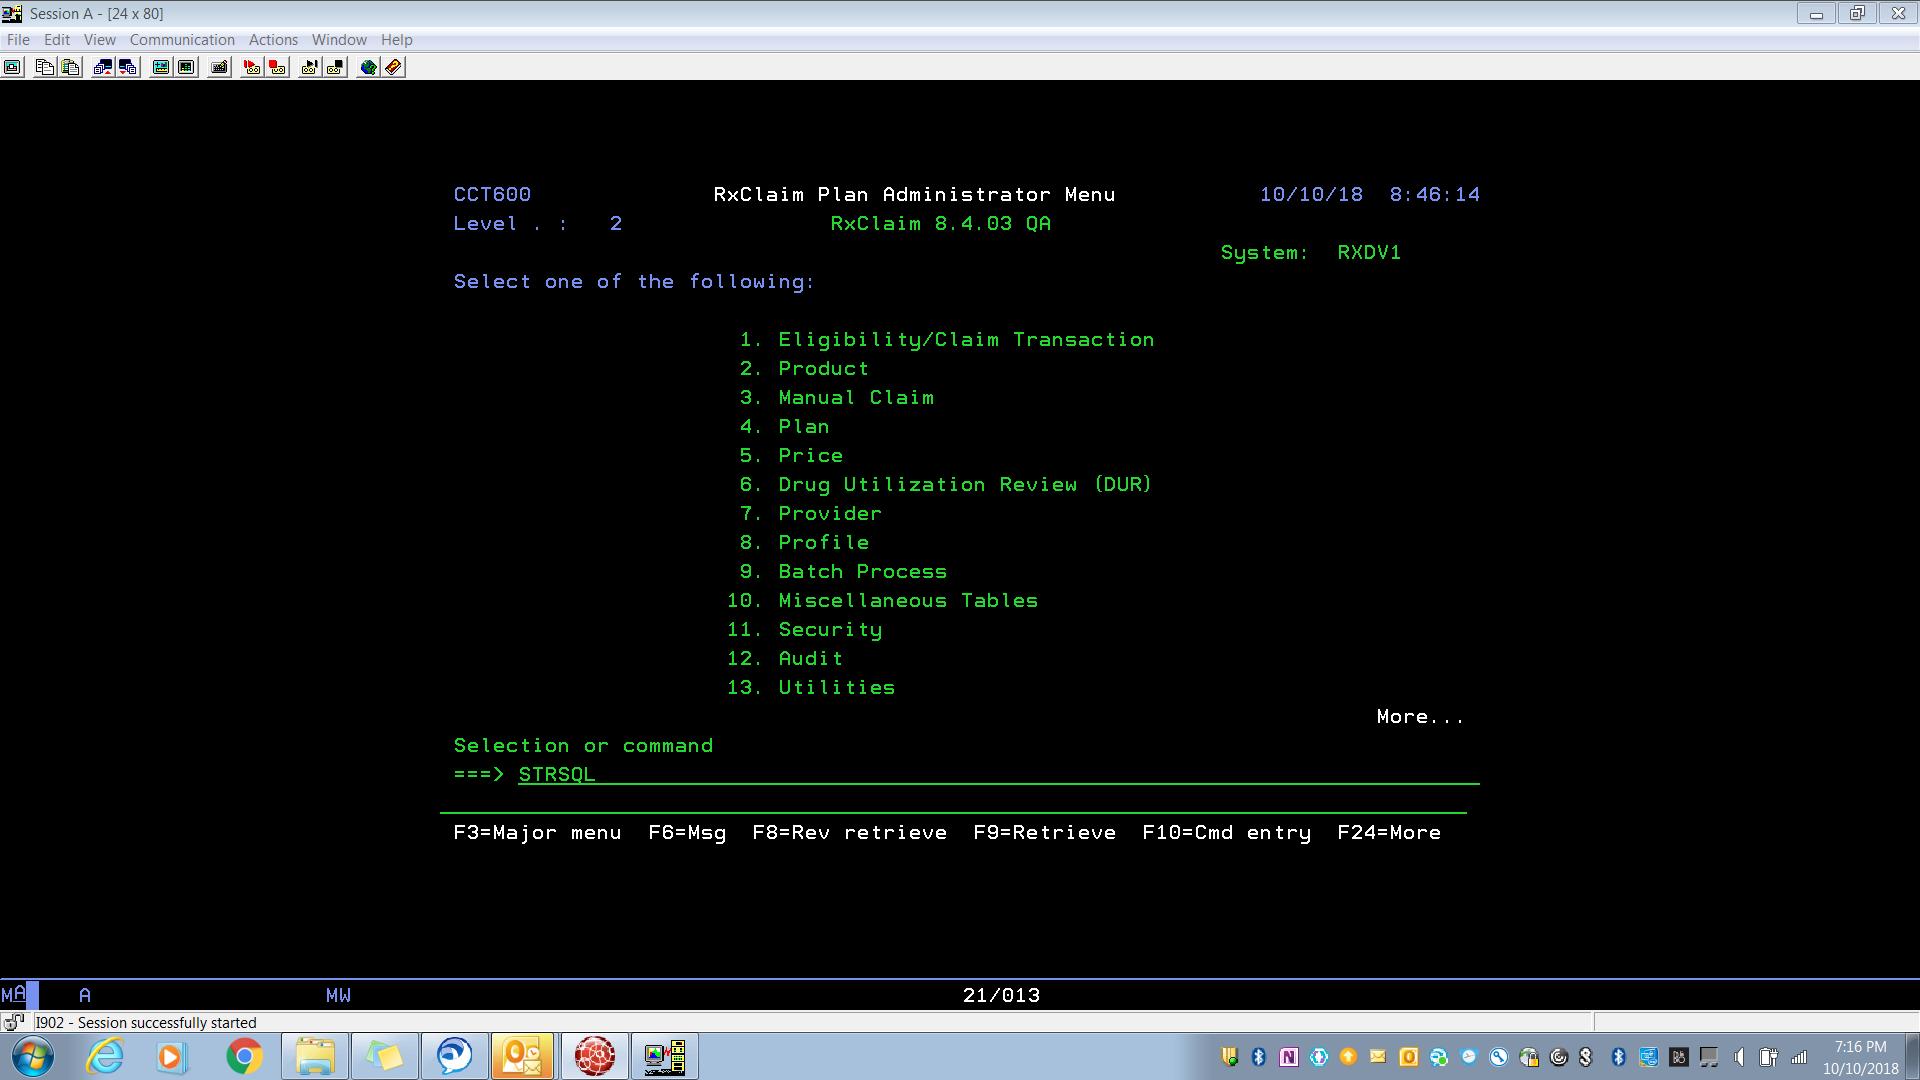 Session A - [24 x 80]
File Edit View Communication Actions Window Help
CCT600 RxClaim Plan Administrator Menu 10/10/18 8:46:14
Level . : 2 RxClaim 8.4.03 QA
System: RXDV1
Select one of the following:
1. Eligibility/Claim Transaction
2. Product
3. Manual Claim
4. Plan
5. Price
6. Drug Utilization Review (DUR)
7. Provider
8. Profile
9. Batch Process
10. Miscellaneous Tables
11. Security
12. Audit
13. Utilities
More...
Selection or command
===> STRSQL
F3=Major menu F6=Msg F8=Rev retrieve F9=Retrieve F10=Cmd entry F24=More
MA A MW 21/013
I902 - Session successfully started
7:16 PM
10/10/2018